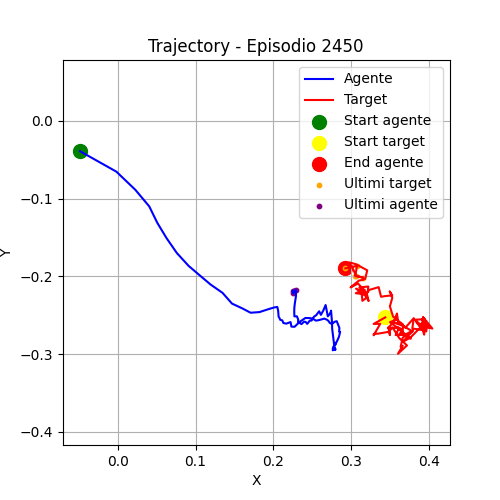 Trajectory - Episodio 2450
Agente
Target
Start agente
Start target
End agente
Ultimi target
Ultimi agente
0.0
−0.1
−0.2
−0.3
−0.4
Y
0.0
0.1
0.2
0.3
0.4
X